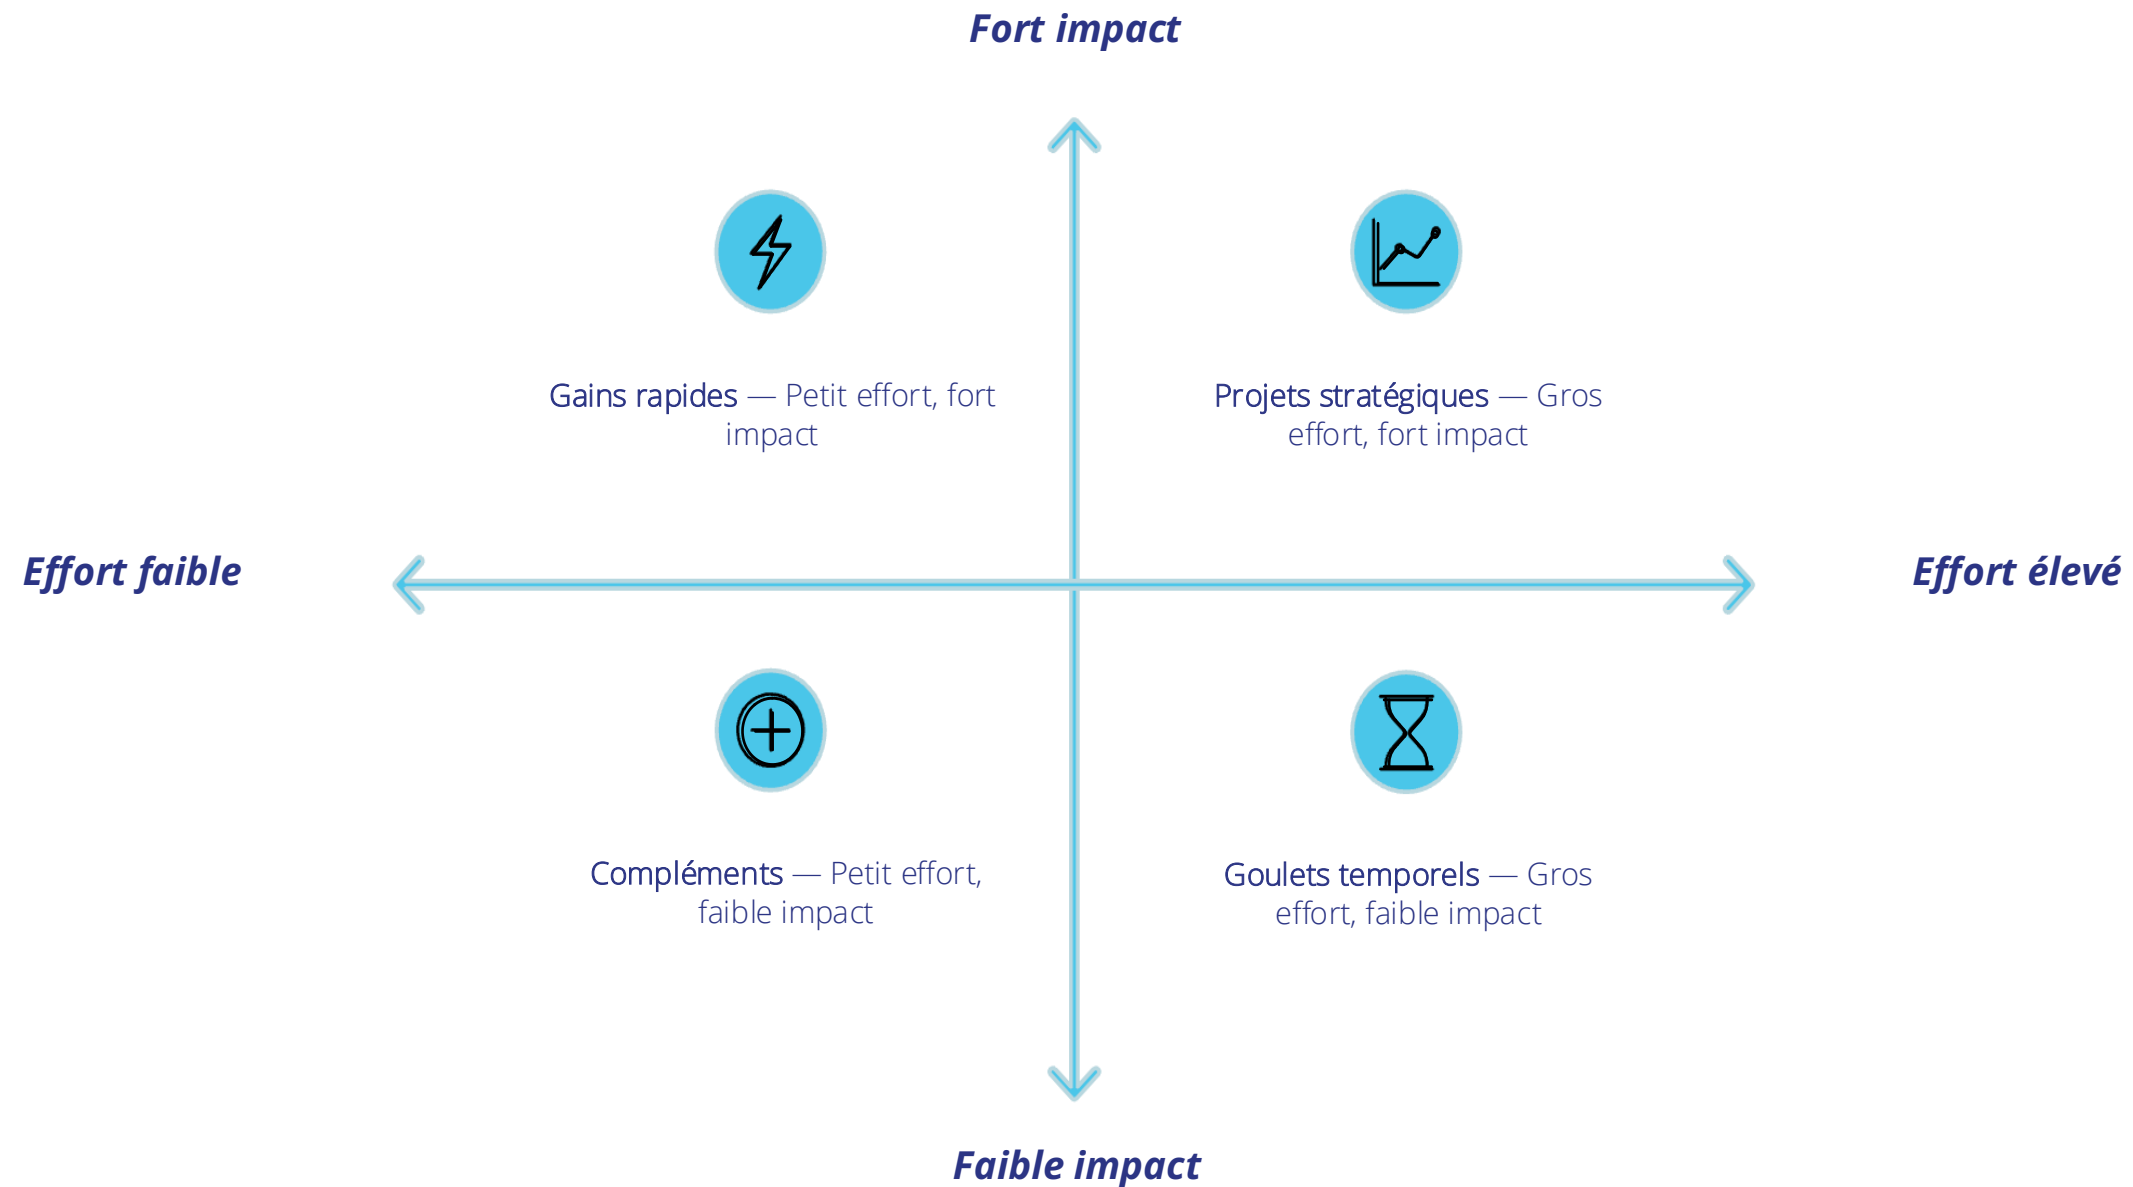 Fort impact
Gains rapides — Petit effort, fort
impact
Projets stratégiques — Gros
effort, fort impact
Effort faible
Effort élevé
Compléments — Petit effort,
faible impact
Goulets temporels — Gros
effort, faible impact
Faible impact